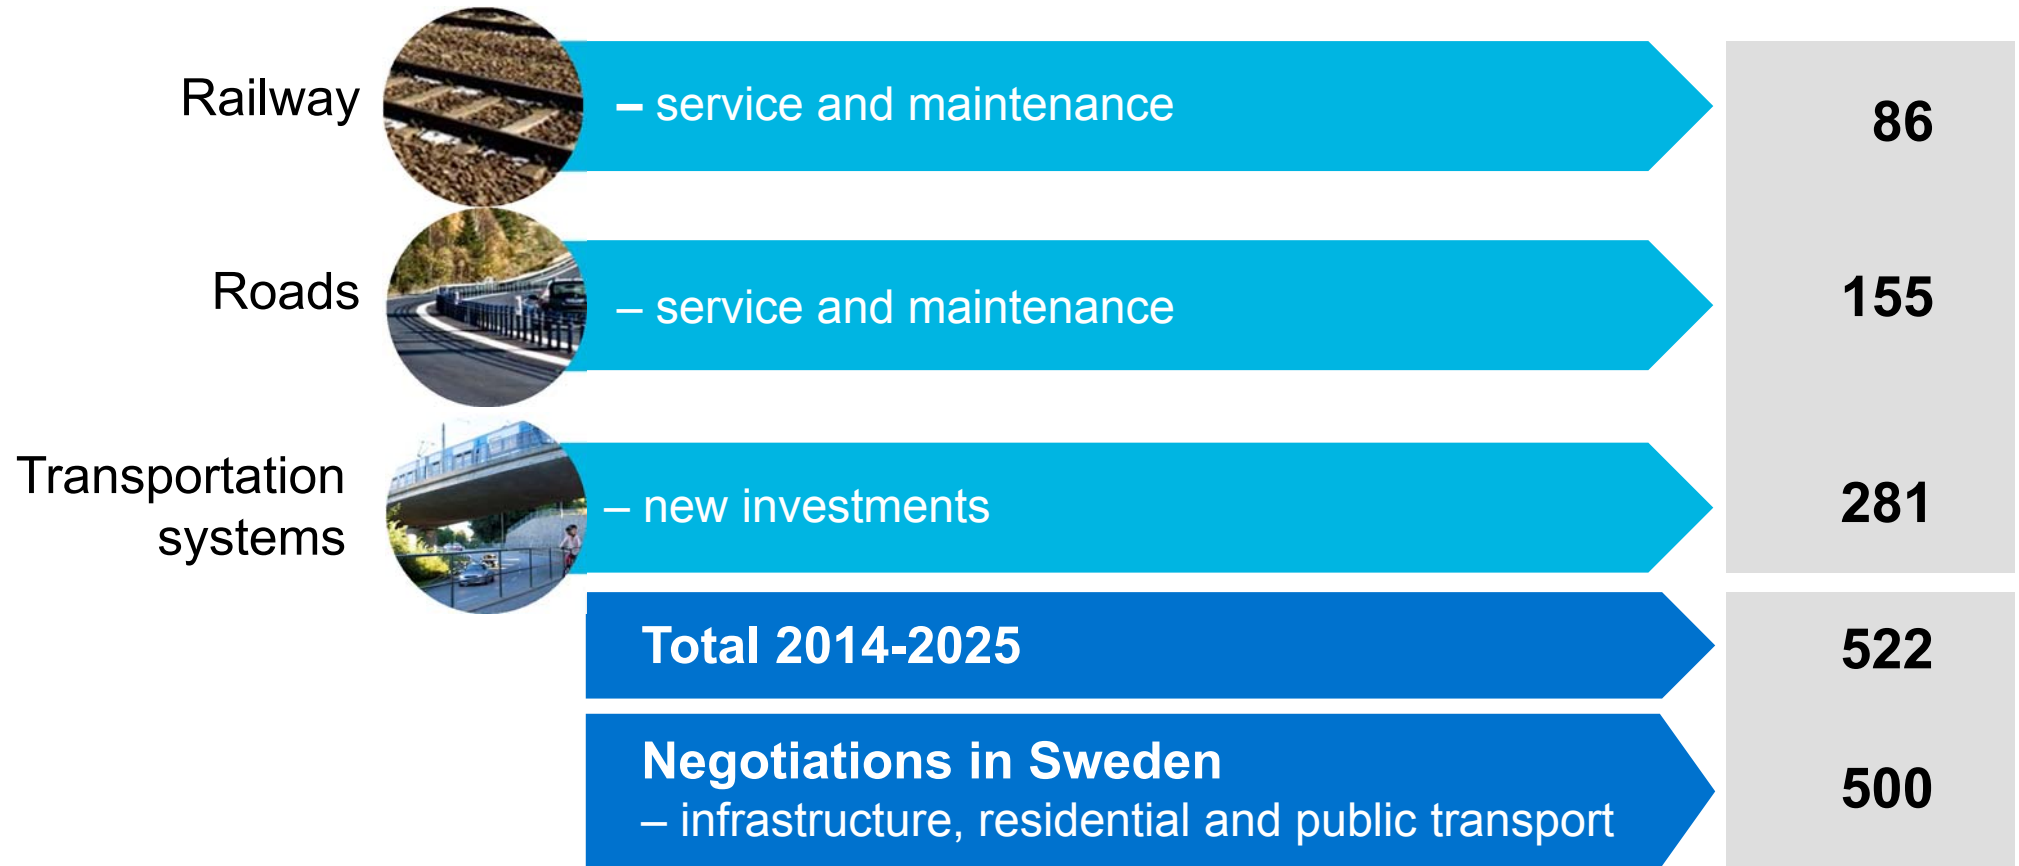 Railway
– service and maintenance
86
Roads
– service and maintenance
155
Transportation
systems
– new investments
281
Total 2014-2025
522
Negotiations in Sweden
– infrastructure, residential and public transport
500